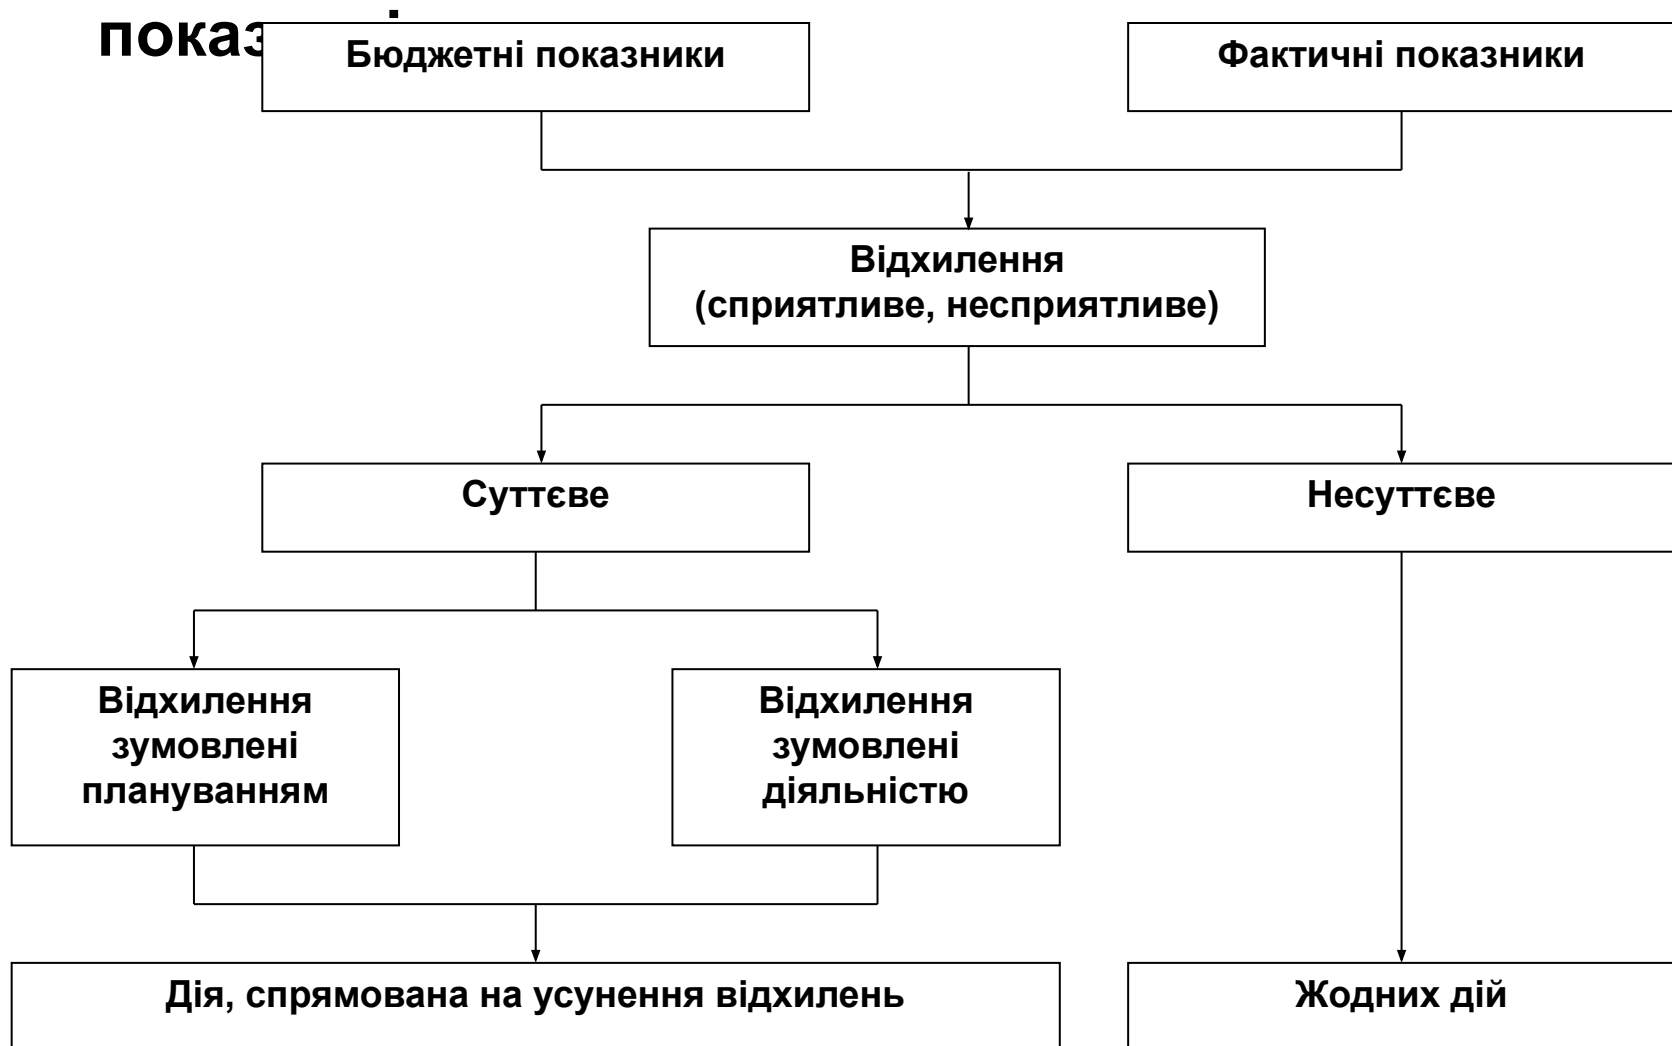 Бюджетні показники
Фактичні показники
Відхилення
(сприятливе, несприятливе)
Суттєве
Несуттєве
Відхилення
зумовлені
плануванням
Відхилення
зумовлені
діяльністю
Дія, спрямована на усунення відхилень
Жодних дій